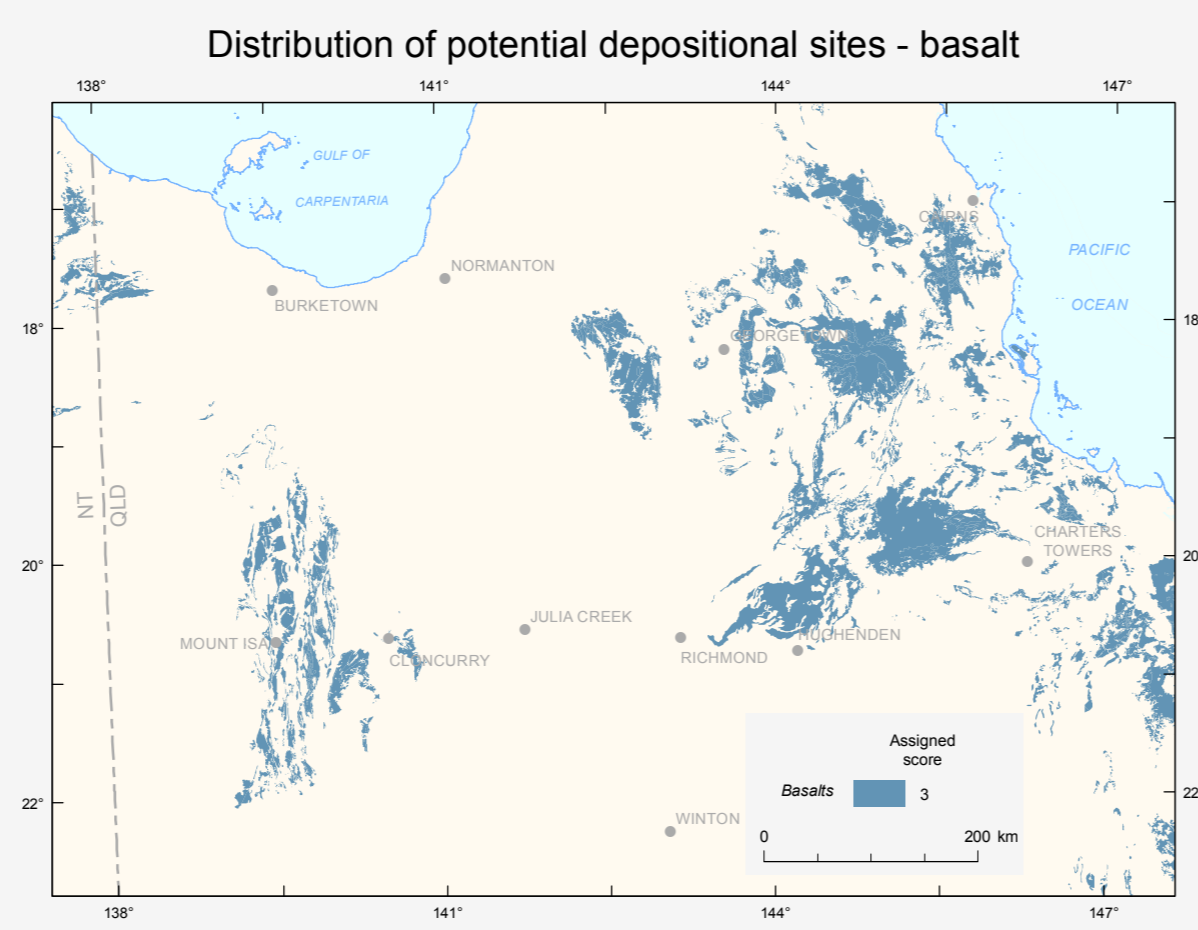 Distribution of potential depositional sites - basalt
138°
141°
144°
147°
GULF OF
CARPENTARIA
CAIRNS
PACIFIC
OCEAN
NORMANTON
BURKETOWN
18°
18
GEORGETOWN
NT
QLD
CHARTERS
TOWERS
20°
20
JULIA CREEK
MOUNT ISA
CLONCURRY
RICHMOND
HUGHENDEN
Assigned
score
Basalts
3
22°
22
WINTON
0
200 km
138°
141°
144°
147°